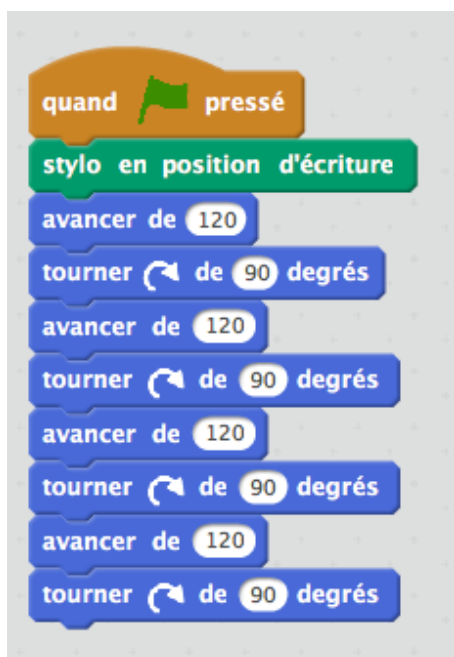 quand pressé
stylo en position d'écriture
avancer de 120
tourner de 90 degrés
avancer de 120
tourner de 90 degrés
avancer de 120
tourner de 90 degrés
avancer de 120
tourner de 90 degrés